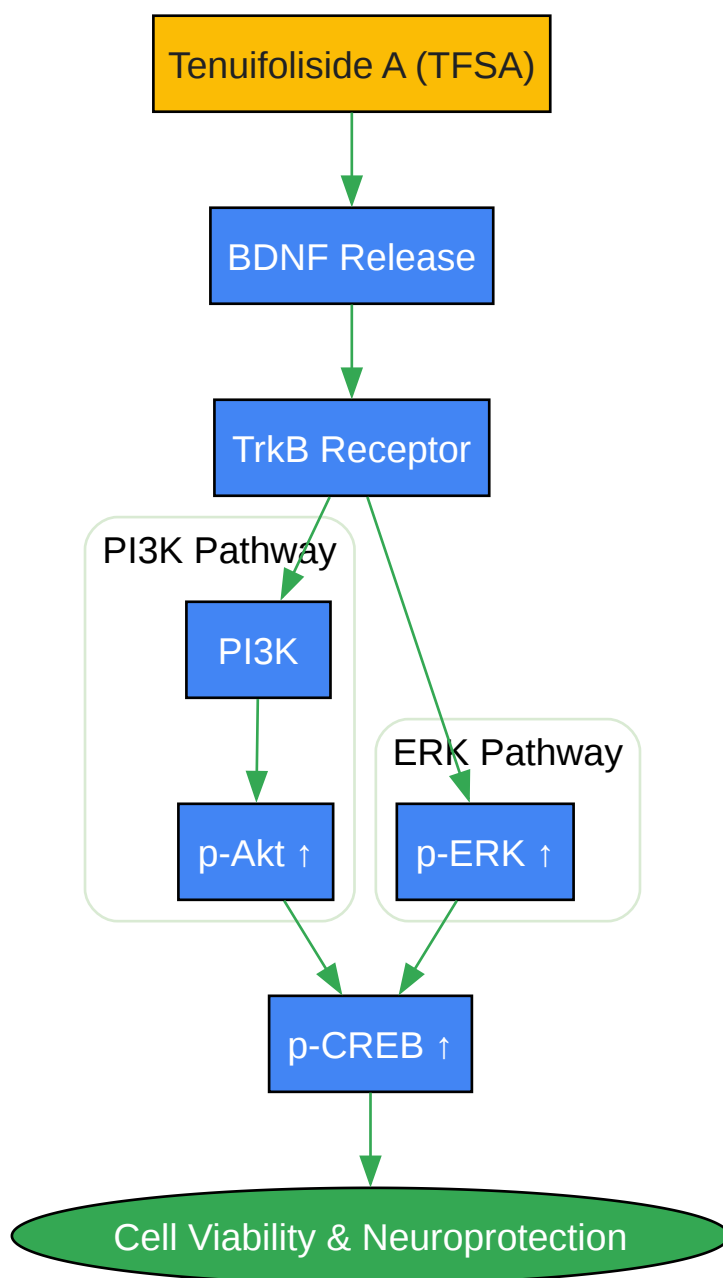 Tenuifoliside A (TFSA)
BDNF Release
TrkB Receptor
PI3K Pathway
PI3K
ERK Pathway
p-Akt ↑
p-ERK ↑
p-CREB ↑
Cell Viability & Neuroprotection